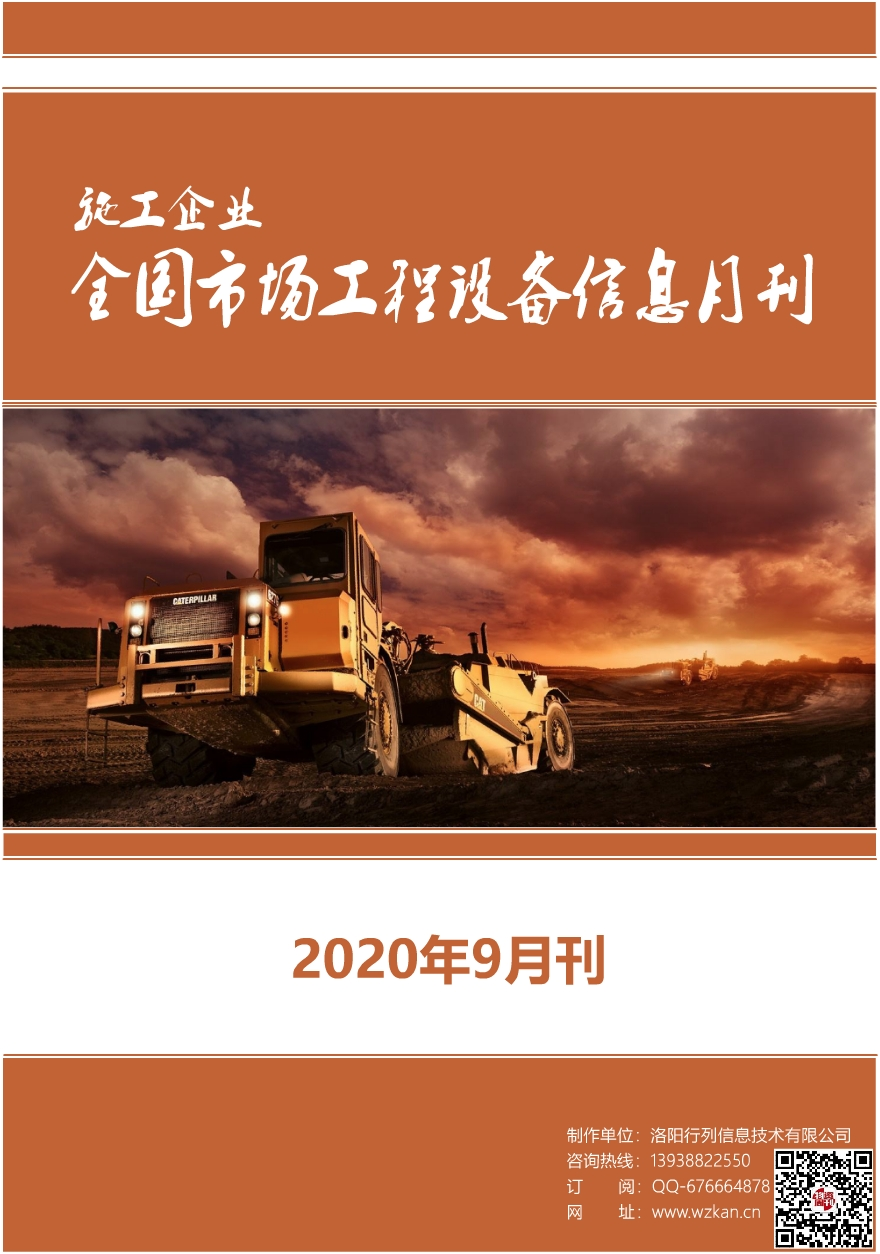 施工企业
全国市场工程设备信息月刊
CATERPILLAR
CAT
2020年9月刊
制作单位：洛阳行列信息技术有限公司
咨询热线：13938822550
订 阅：QQ-676664878
网 址：www.wzkan.cn